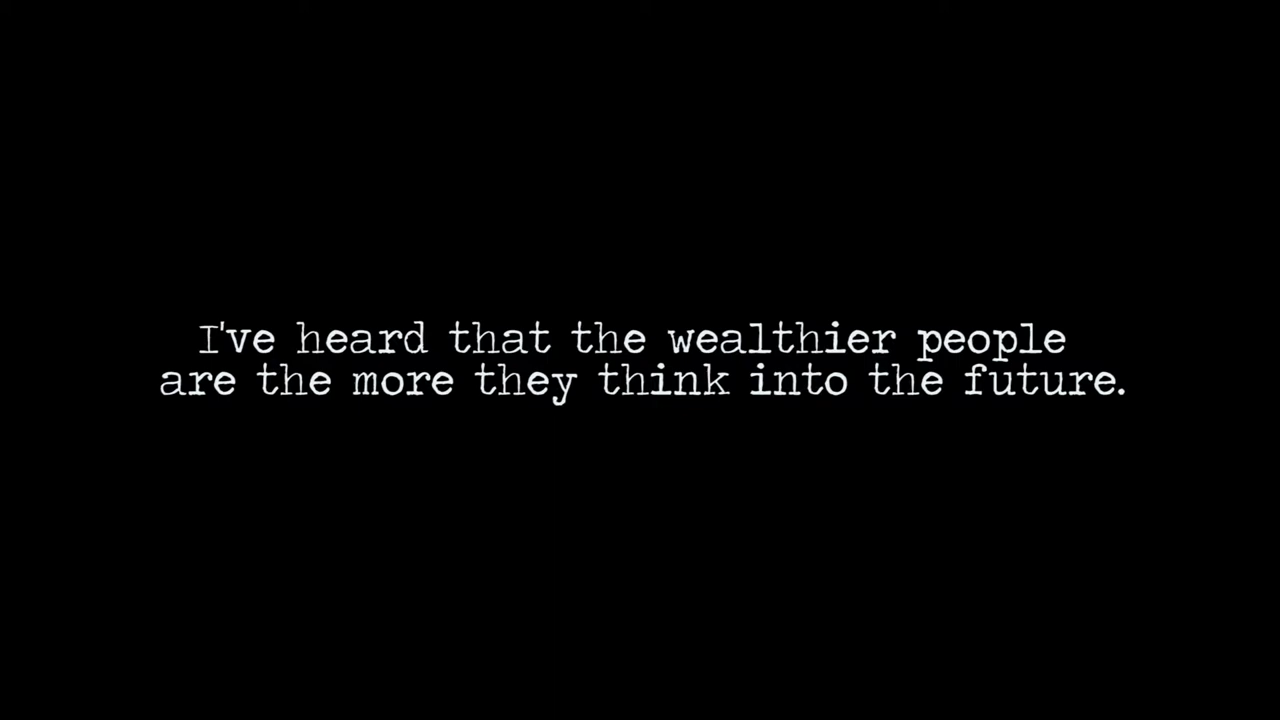 I've heard that the wealthier people
are the more they think into the future.